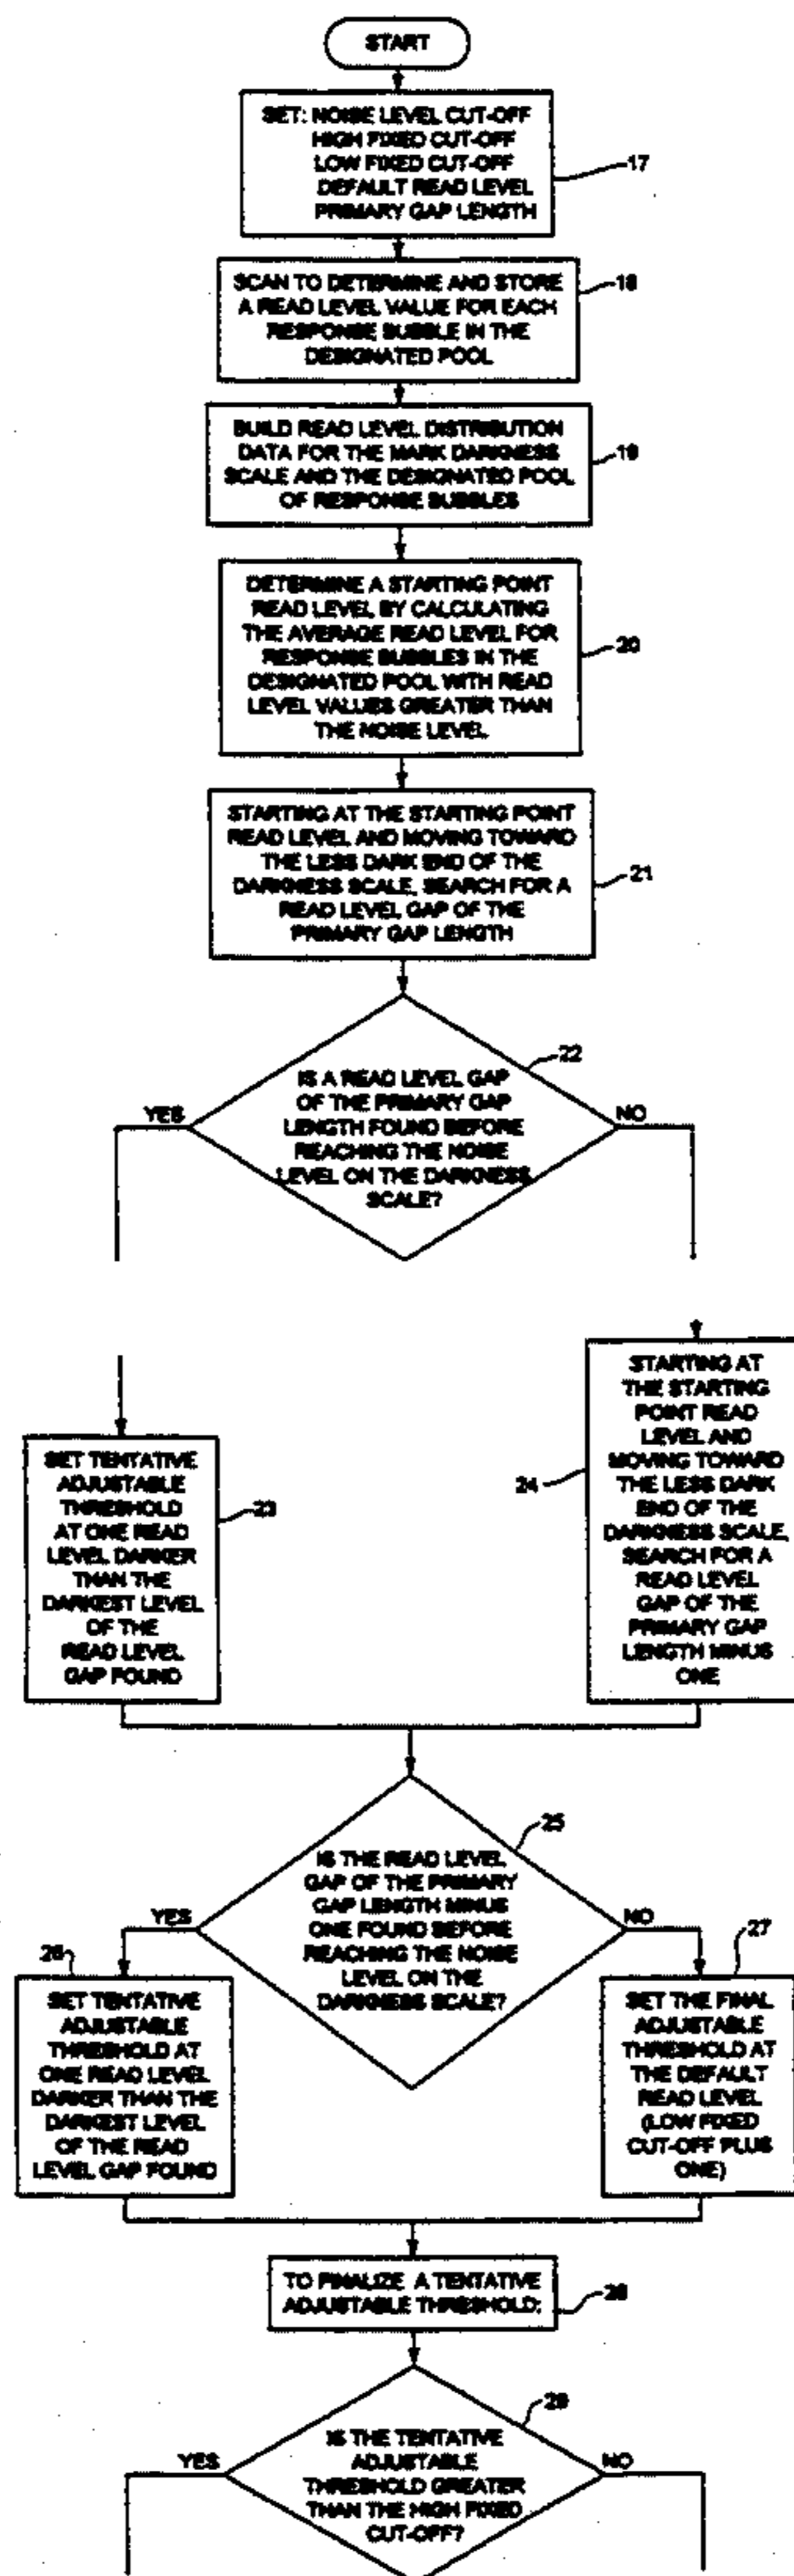 START
SET: NOISE LEVEL CUT-OFF
HIGH FIXED CUT-OFF
LOW FIXED CUT-OFF
DEFAULT READ LEVEL
PRIMARY GAP LENGTH
17
SCAN TO DETERMINE AND STORE
A READ LEVEL VALUE FOR EACH
RESPONSE BUBBLE IN THE
DESIGNATED POOL
18
BUILD READ LEVEL DISTRIBUTION
DATA FOR THE MARK DARKNESS
SCALE AND THE DESIGNATED POOL
OF RESPONSE BUBBLES
19
DETERMINE A STARTING POINT
READ LEVEL BY CALCULATING
THE AVERAGE READ LEVEL FOR
RESPONSE BUBBLES IN THE
DESIGNATED POOL WITH READ
LEVEL VALUES GREATER THAN
THE NOISE LEVEL
20
STARTING AT THE STARTING POINT
READ LEVEL AND MOVING TOWARD
THE LESS DARK END OF THE
DARKNESS SCALE, SEARCH FOR A
READ LEVEL GAP OF THE
PRIMARY GAP LENGTH
21
22
IS A READ LEVEL GAP
OF THE PRIMARY GAP
LENGTH FOUND BEFORE
REACHING THE NOISE
LEVEL ON THE DARKNESS
SCALE?
YES
NO
SET TENTATIVE
ADJUSTABLE
THRESHOLD
AT ONE READ
LEVEL DARKER
THAN THE
DARKEST LEVEL
OF THE
READ LEVEL
GAP FOUND
23
STARTING AT
THE STARTING
POINT READ
LEVEL AND
MOVING TOWARD
THE LESS DARK
END OF THE
DARKNESS SCALE,
SEARCH FOR A
READ LEVEL
GAP OF THE
PRIMARY GAP
LENGTH MINUS
ONE
24
25
IS THE READ LEVEL
GAP OF THE PRIMARY
GAP LENGTH MINUS
ONE FOUND BEFORE
REACHING THE NOISE
LEVEL ON THE
DARKNESS SCALE?
YES
NO
26
SET TENTATIVE
ADJUSTABLE
THRESHOLD AT
ONE READ LEVEL
DARKER THAN THE
DARKEST LEVEL
OF THE READ
LEVEL GAP FOUND
27
SET THE FINAL
ADJUSTABLE
THRESHOLD AT
THE DEFAULT
READ LEVEL
(LOW FIXED
CUT-OFF PLUS
ONE)
TO FINALIZE A TENTATIVE
ADJUSTABLE THRESHOLD:
28
29
IS THE TENTATIVE
ADJUSTABLE
THRESHOLD GREATER
THAN THE HIGH FIXED
CUT-OFF?
YES
NO